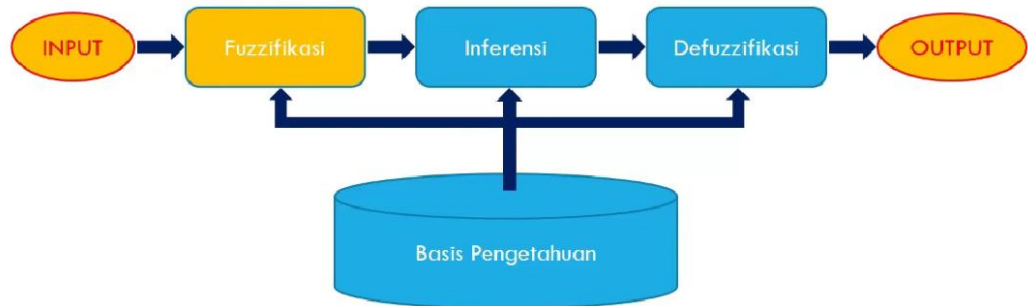 INPUT
Fuzzifikasi
Inferensi
Defuzzifikasi
OUTPUT
Basis Pengetahuan